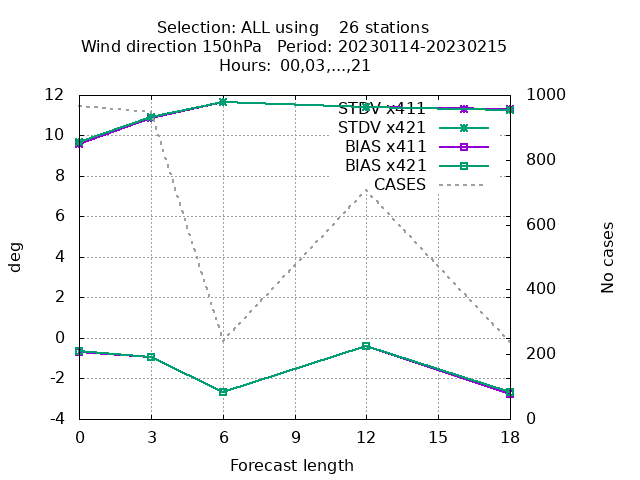 Selection: ALL using    26 stations
Wind direction 150hPa   Period: 20230114-20230215
Hours: 00,03,...,21
12
10
8
6
4
2
0
-2
-4
deg
1000
800
600
400
200
0
No cases
STDV x411
STDV x421
BIAS x411
BIAS x421
CASES
0 3 6 9 12 15 18
Forecast length